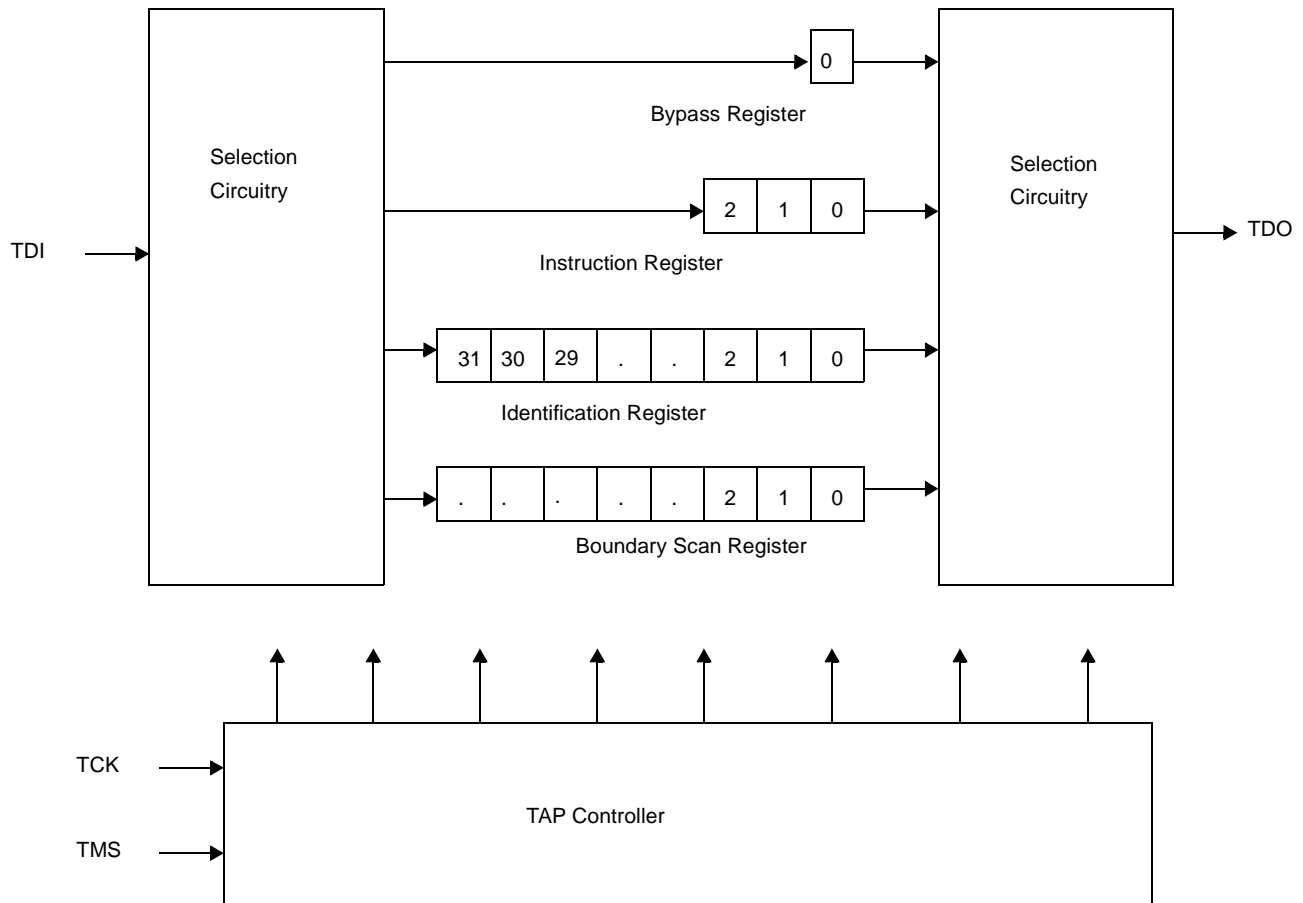 0
Bypass Register
Selection
Circuitry
Selection
Circuitry
2 1 0
TDI
TDO
Instruction Register
31 30 29 . . 2 1 0
Identification Register
. . . . . 2 1 0
Boundary Scan Register
TCK
TAP Controller
TMS